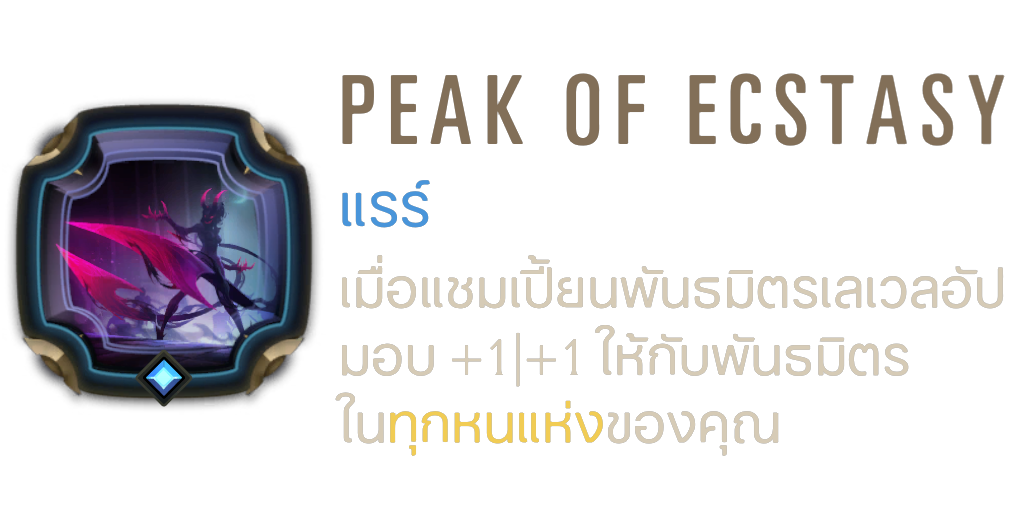 PEAK OF ECSTASY
แรร์
เมื่อแชมเปี้ยนพันธมิตรเลเวลอัป
มอบ +1|+1 ให้กับพันธมิตร
ในทุกหนแห่งของคุณ